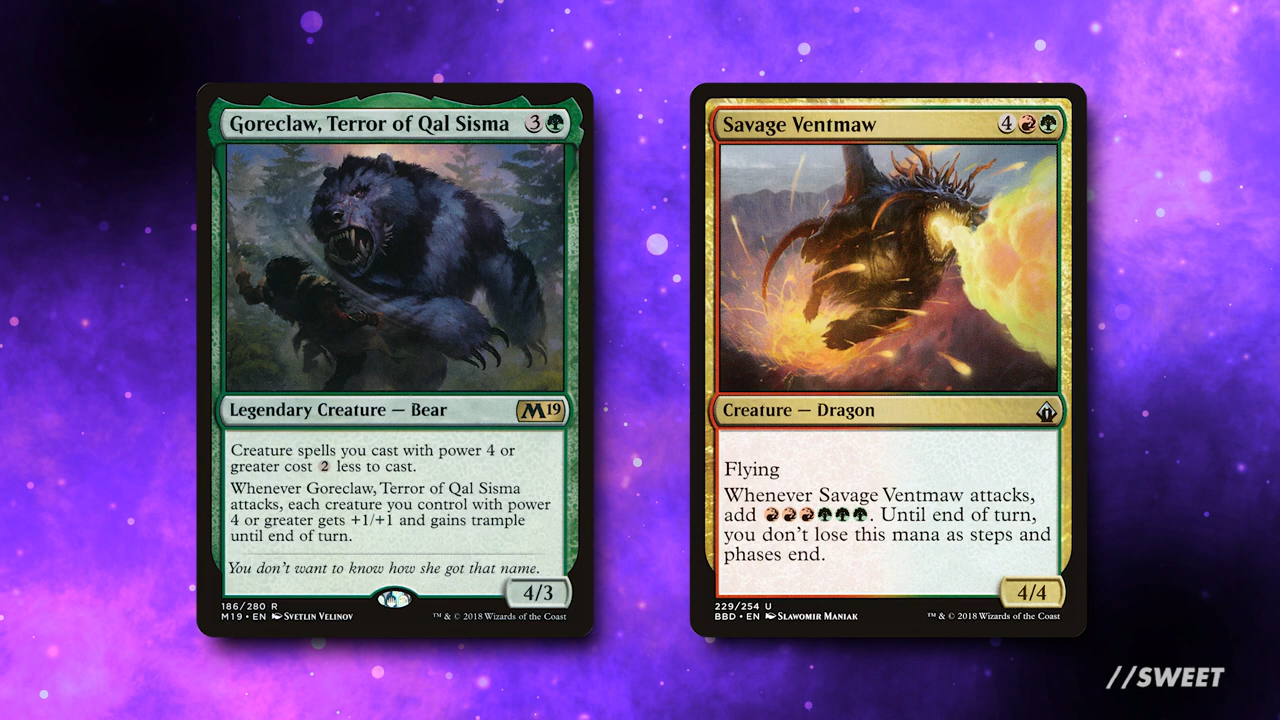 Goreclaw, Terror of Qal Sisma 3
Legendary Creature — Bear M19
Creature spells you cast with power 4 or
greater cost 2 less to cast.
Whenever Goreclaw, Terror of Qal Sisma
attacks, each creature you control with power
4 or greater gets +1/+1 and gains trample
until end of turn.
You don't want to know how she got that name.
4/3
186/280 R
M19 • EN Svetlin Velinov ™ & © 2018 Wizards of the Coast
Savage Ventmaw 4
Creature — Dragon
Flying
Whenever Savage Ventmaw attacks,
add . Until end of turn,
you don't lose this mana as steps and
phases end.
4/4
229/254 U
BBD • EN Slawomir Maniak ™ & © 2018 Wizards of the Coast
//SWEET